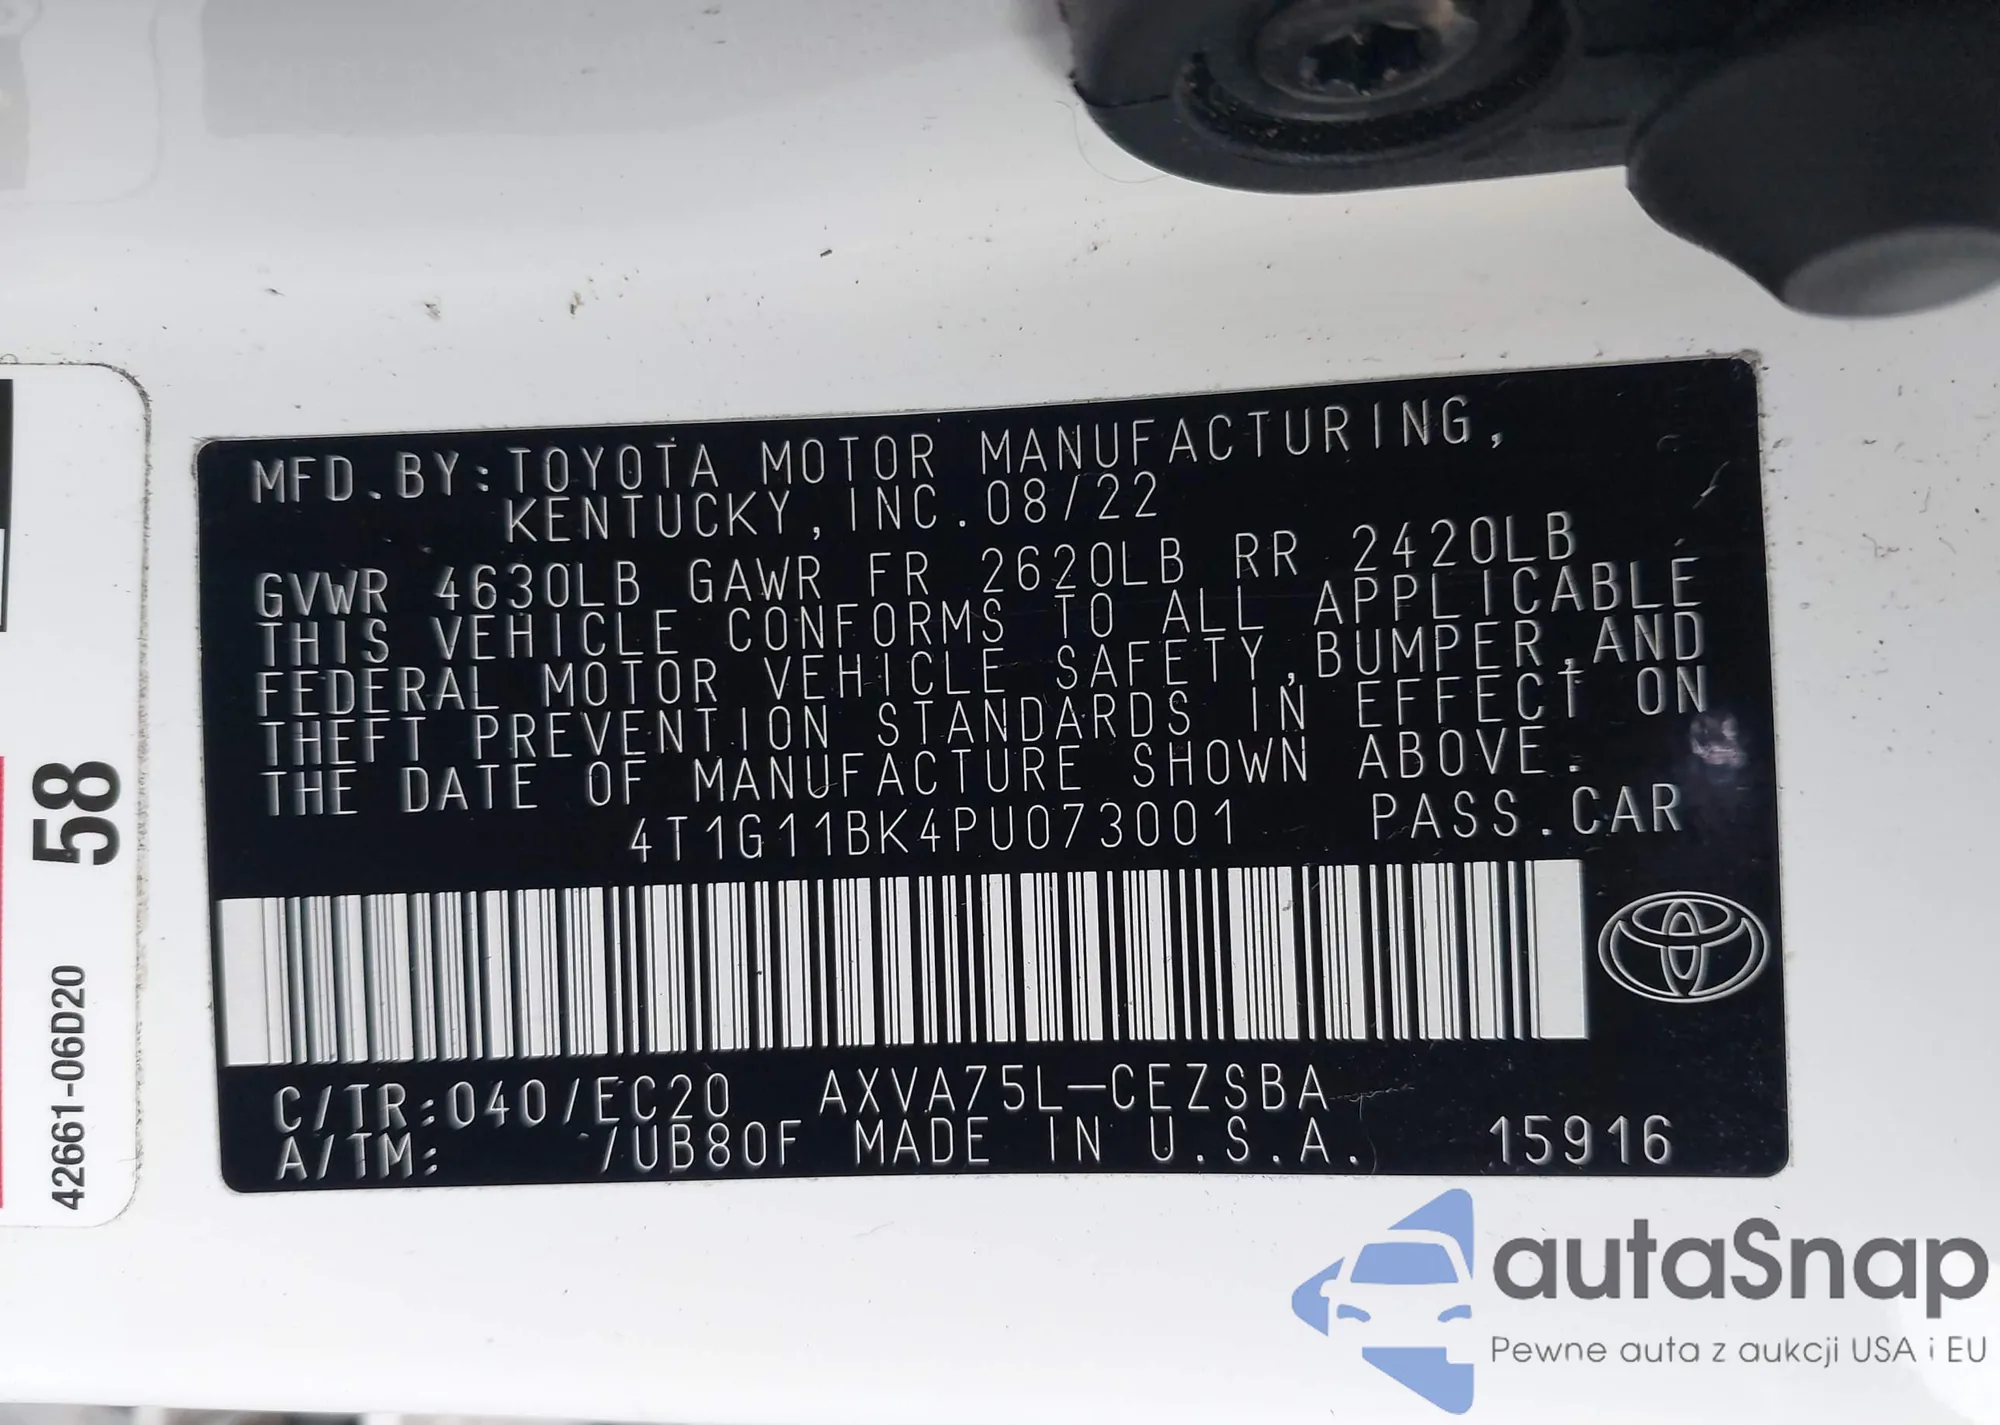 MFD.BY:TOYOTA MOTOR MANUFACTURING,
KENTUCKY,INC.08/22
GVWR 4630LB GAWR FR 2620LB RR 2420LB
THIS VEHICLE CONFORMS TO ALL APPLICABLE
FEDERAL MOTOR VEHICLE SAFETY,BUMPER,AND
THEFT PREVENTION STANDARDS IN EFFECT ON
THE DATE OF MANUFACTURE SHOWN ABOVE.
4T1G11BK4PU073001 PASS.CAR
C/TR:040/EC20 AXVA75L-CEZSBA
A/TM: /UB80F MADE IN U.S.A. 15916
58
42661-06D20
autaSnap
Pewne auta z aukcji USA i EU